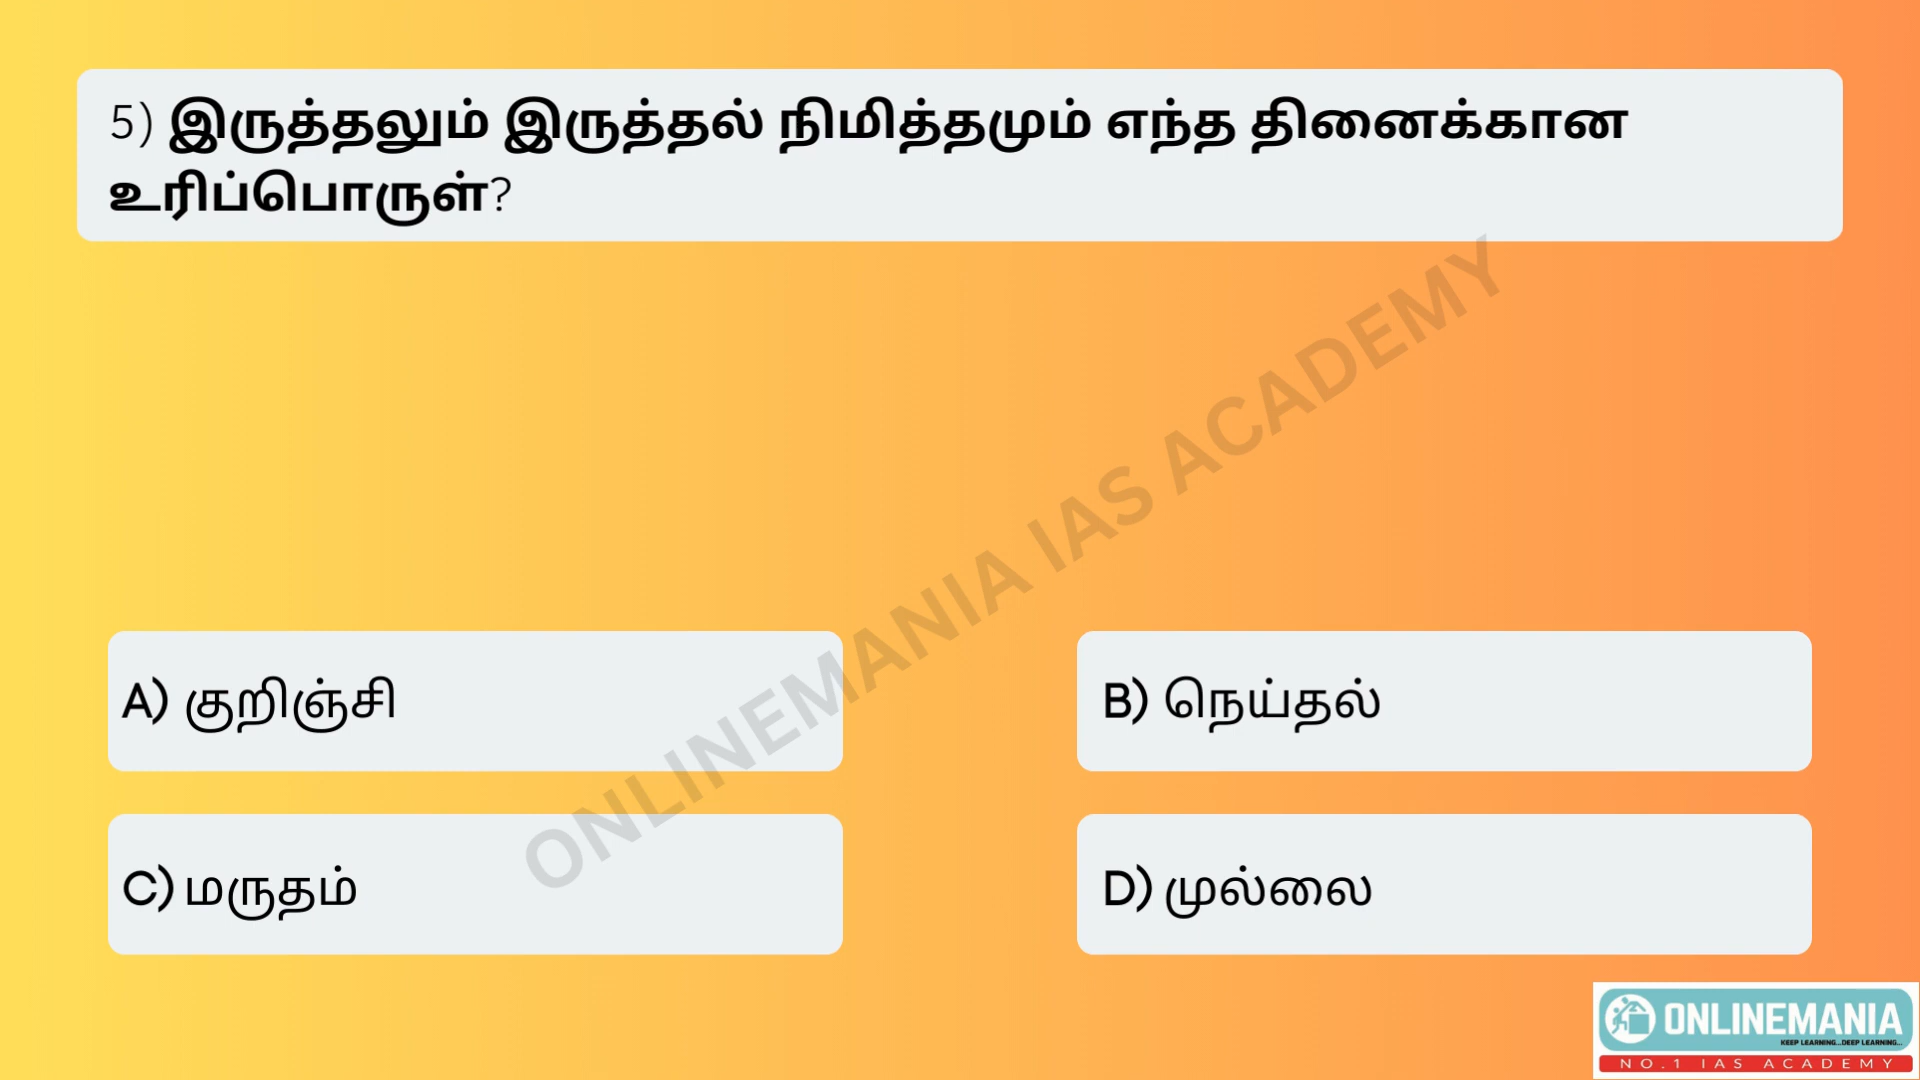 5) இருத்தலும் இருத்தல் நிமித்தமும் எந்த தினைக்கான
உரிப்பொருள்?
ONLINEMANIA IAS ACADEMY
A) குறிஞ்சி
B) நெய்தல்
C) மருதம்
D) முல்லை
ONLINEMANIA
KEEP LEARNING...DEEP LEARNING...
NO.1 IAS ACADEMY